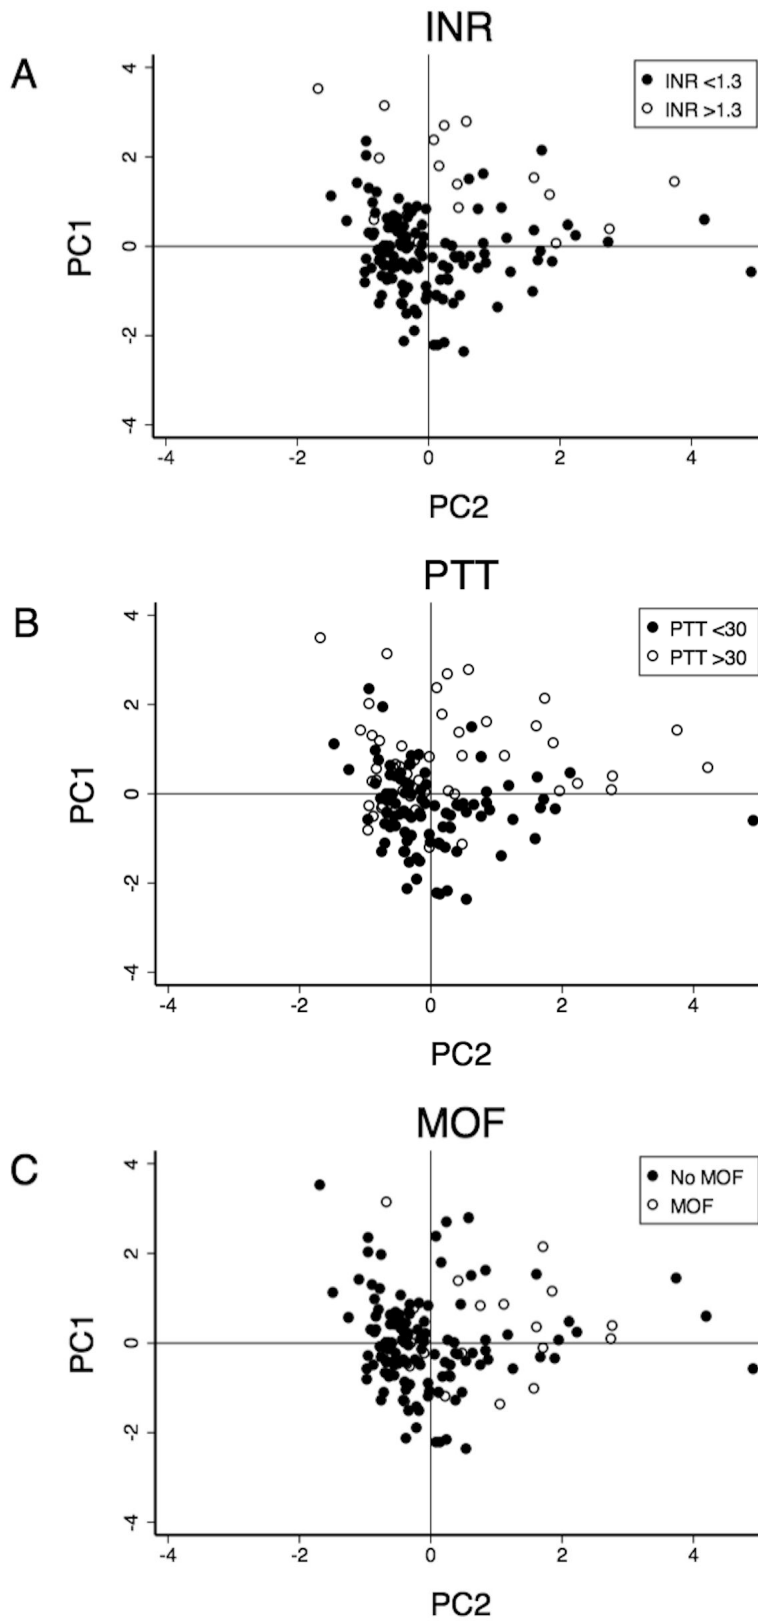 INR
A
INR <1.3
INR >1.3
4
2
0
-2
-4
PC1
-4 -2 0 2 4
PC2
PTT
B
PTT <30
PTT >30
4
2
0
-2
-4
PC1
-4 -2 0 2 4
PC2
MOF
C
No MOF
MOF
4
2
0
-2
-4
PC1
-4 -2 0 2 4
PC2